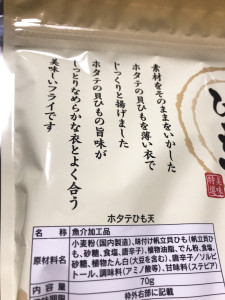 素材をそのままをいかし
ホタテの貝ひもを薄い衣で
じっくりと揚げました
ホタテの貝ひもの旨味が
しっとりなめらかな衣とよく合う
美味しいフライです
ホタテひも天
名称 魚介加工品
原材料名 小麦粉(国内製造)、味付け帆立貝ひも(帆立貝ひ
も、砂糖、食塩、唐辛子)、植物油脂、でん粉、食塩、
砂糖、植物たん白(大豆を含む)、唐辛子/ソルビ
トール、調味料(アミノ酸等)、甘味料(ステビア)
70g
枠外右部に記載